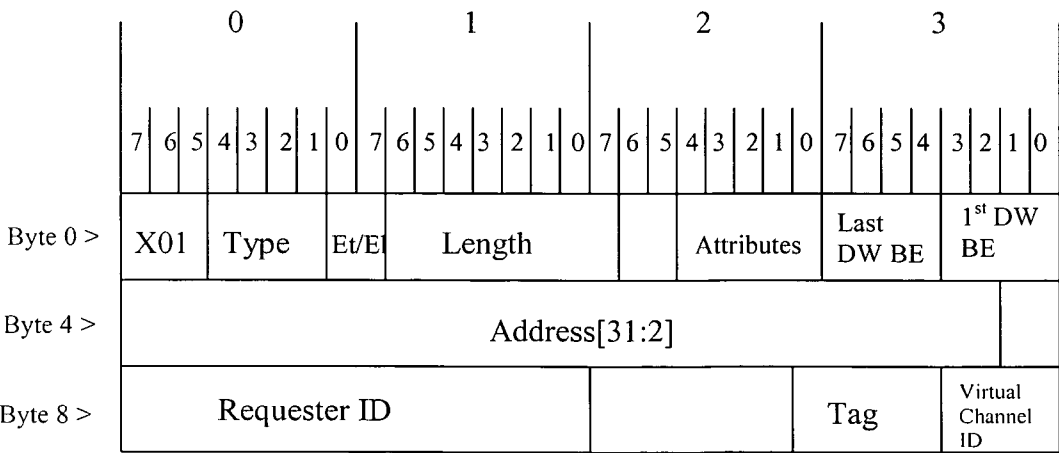 0 1 2 3
7 6 5 4 3 2 1 0 7 6 5 4 3 2 1 0 7 6 5 4 3 2 1 0 7 6 5 4 3 2 1 0
Byte 0 > X01 Type Et/El Length Attributes Last DW BE 1st DW BE
Byte 4 > Address[31:2]
Byte 8 > Requester ID Tag Virtual Channel ID